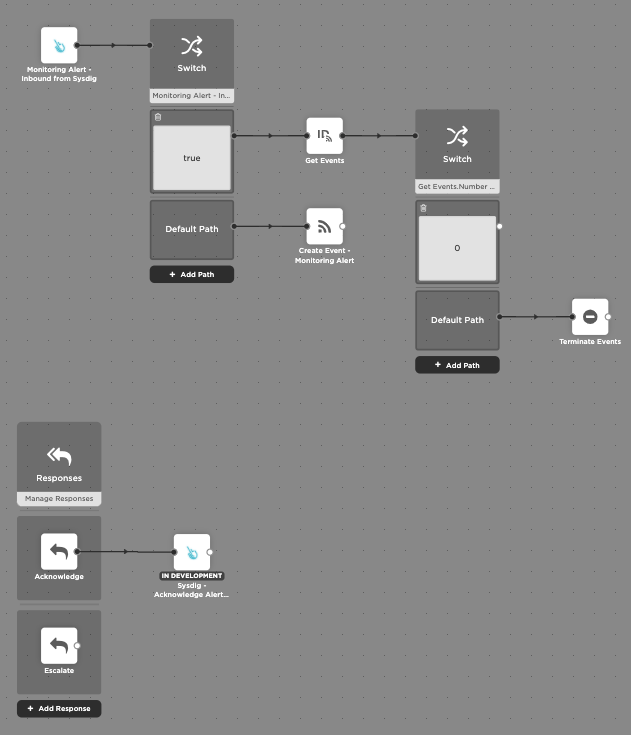 Monitoring Alert -
Inbound from Sysdig
Switch
Monitoring Alert - In...
true
Default Path
+ Add Path
Get Events
Create Event -
Monitoring Alert
Switch
Get Events.Number ...
0
Default Path
+ Add Path
Terminate Events
Responses
Manage Responses
Acknowledge
IN DEVELOPMENT
Sysdig -
Acknowledge Alert...
Escalate
+ Add Response